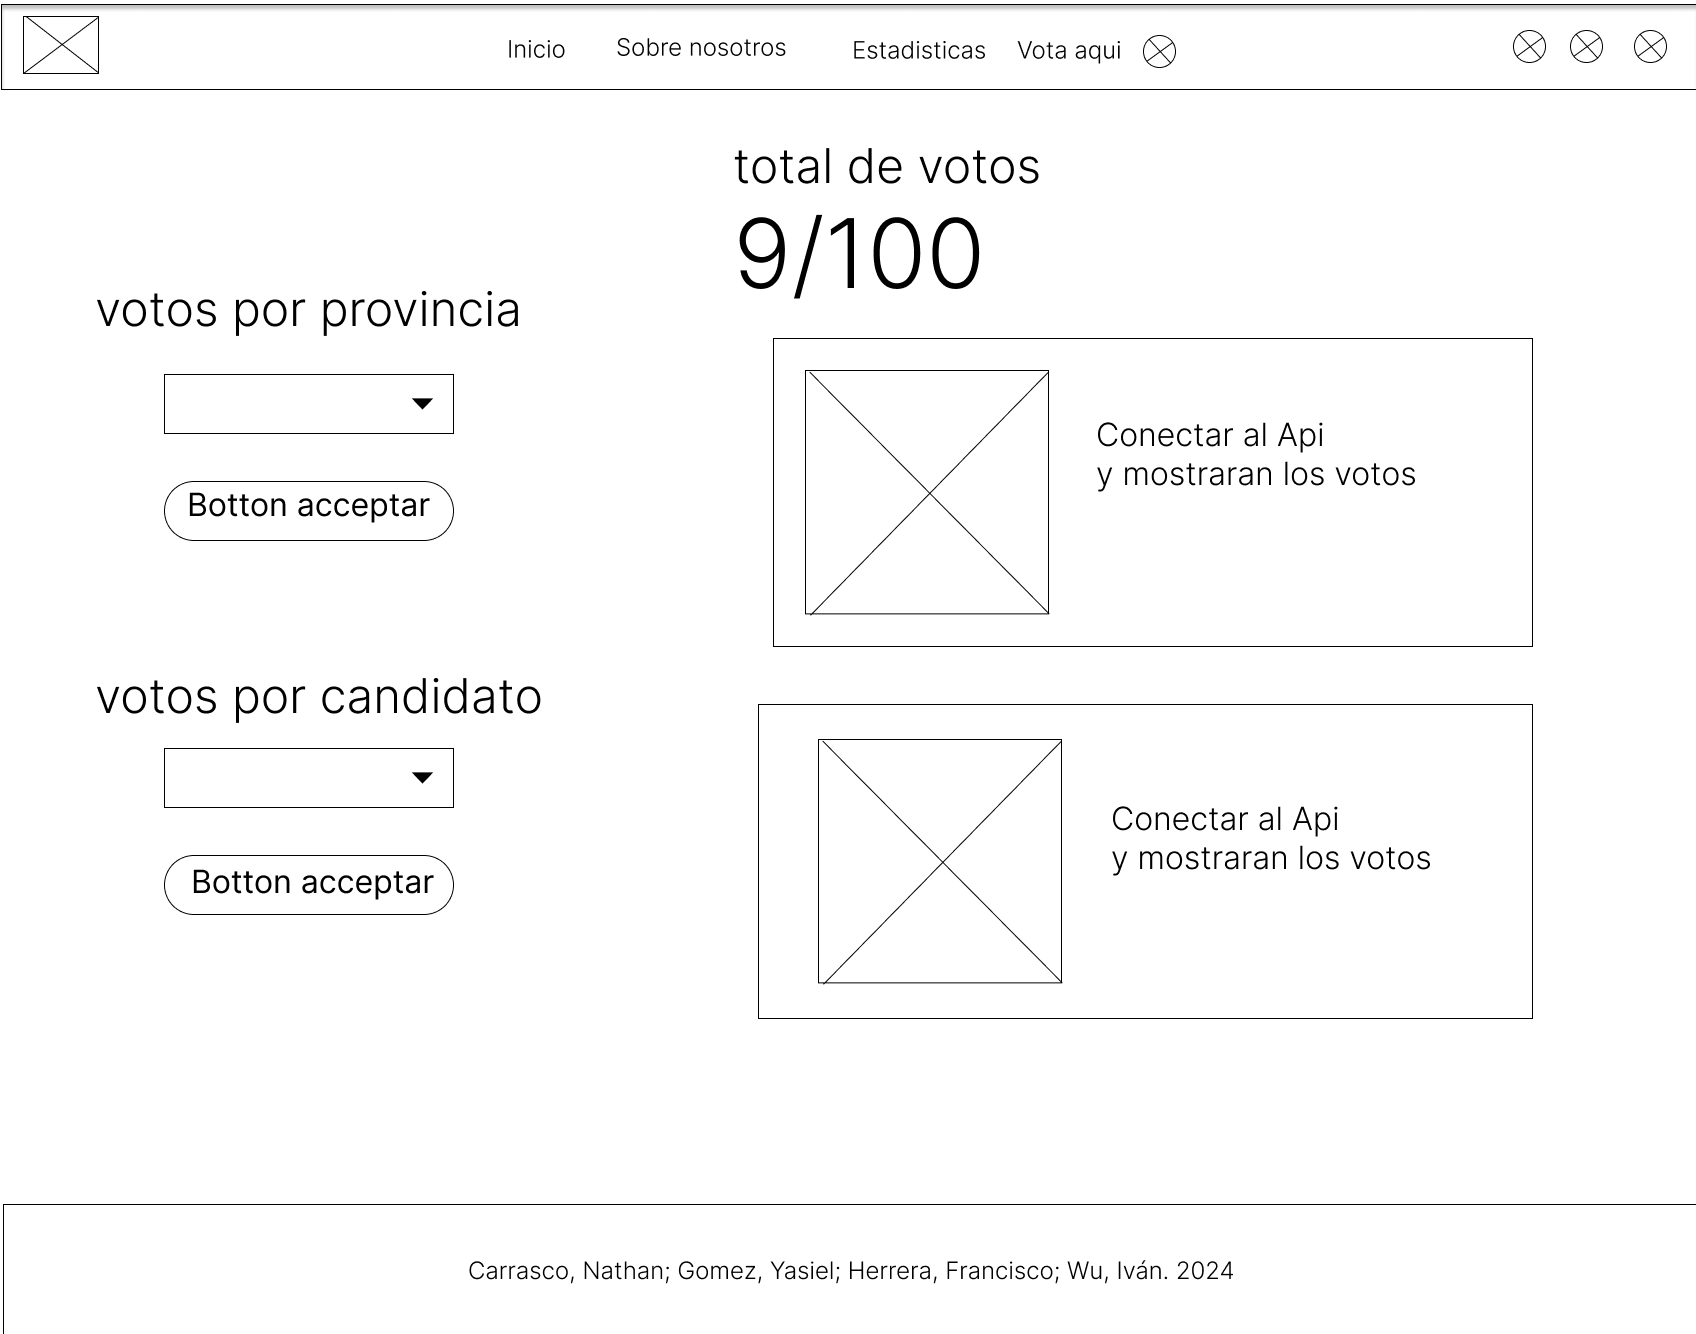 Inicio
Sobre nosotros
Estadisticas
Vota aqui
total de votos
9/100
votos por provincia
Botton acceptar
Conectar al Api
y mostraran los votos
votos por candidato
Botton acceptar
Conectar al Api
y mostraran los votos
Carrasco, Nathan; Gomez, Yasiel; Herrera, Francisco; Wu, Iván. 2024